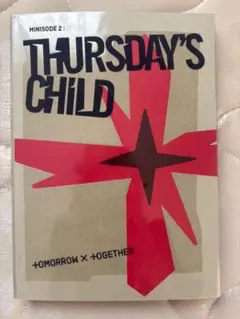 MINISODE 2:
THURSDAY'S
CHILD
TOMORROW X TOGETHER